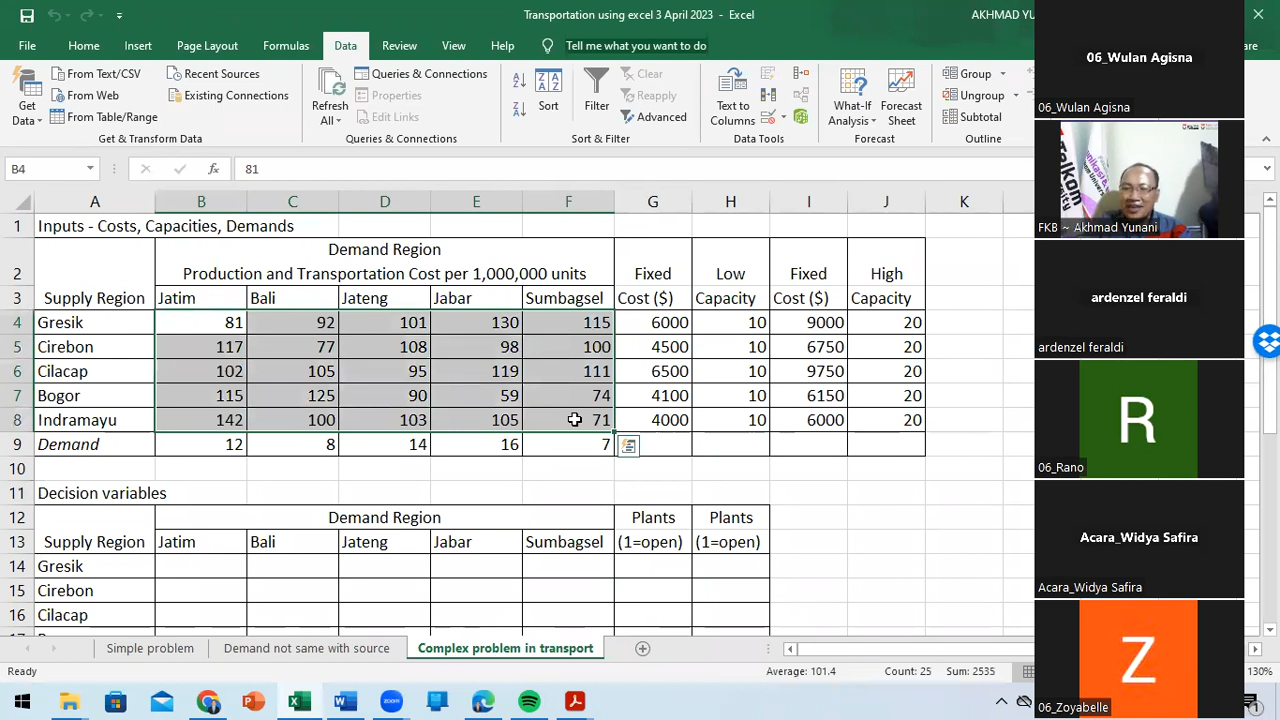 Transportation using excel 3 April 2023 - Excel
AKHMAD YU
File Home Insert Page Layout Formulas Data Review View Help Tell me what you want to do
Get Data
From Text/CSV
From Web
From Table/Range
Recent Sources
Existing Connections
Get & Transform Data
Refresh All
Queries & Connections
Properties
Edit Links
Queries & Connections
Sort
Filter
Clear
Reapply
Advanced
Sort & Filter
Text to Columns
Data Tools
What-If Analysis
Forecast Sheet
Forecast
Group
Ungroup
Subtotal
Outline
B4 fx 81
A B C D E F G H I J K
1 Inputs - Costs, Capacities, Demands
Demand Region
2 Production and Transportation Cost per 1,000,000 units Fixed Low Fixed High
3 Supply Region Jatim Bali Jateng Jabar Sumbagsel Cost ($) Capacity Cost ($) Capacity
4 Gresik 81 92 101 130 115 6000 10 9000 20
5 Cirebon 117 77 108 98 100 4500 10 6750 20
6 Cilacap 102 105 95 119 111 6500 10 9750 20
7 Bogor 115 125 90 59 74 4100 10 6150 20
8 Indramayu 142 100 103 105 71 4000 10 6000 20
9 Demand 12 8 14 16 7
10
11 Decision variables
12 Demand Region Plants Plants
13 Supply Region Jatim Bali Jateng Jabar Sumbagsel (1=open) (1=open)
14 Gresik
15 Cirebon
16 Cilacap
Simple problem Demand not same with source Complex problem in transport
Ready Average: 101.4 Count: 25 Sum: 2535 130%
06_Wulan Agisna
06_Wulan Agisna
FKB ~ Akhmad Yunani
ardenzel feraldi
ardenzel feraldi
R
06_Rano
Acara_Widya Safira
Acara_Widya Safira
Z
06_Zoyabelle